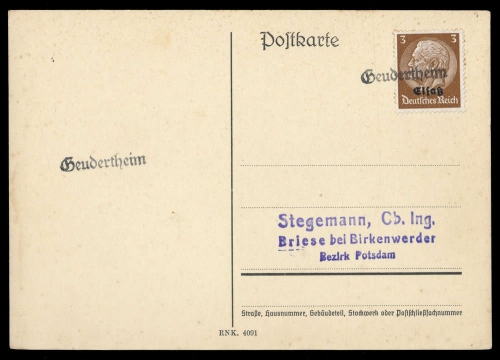 Postkarte
3 3
Geudertheim
Elsaß
Deutsches Reich
Geudertheim
Stegemann, Ob. Ing.
Briese bei Birkenwerder
Bezirk Potsdam
Straße, Hausnummer, Gebäudeteil, Stockwerk oder Postschließfachnummer
RNK. 4091